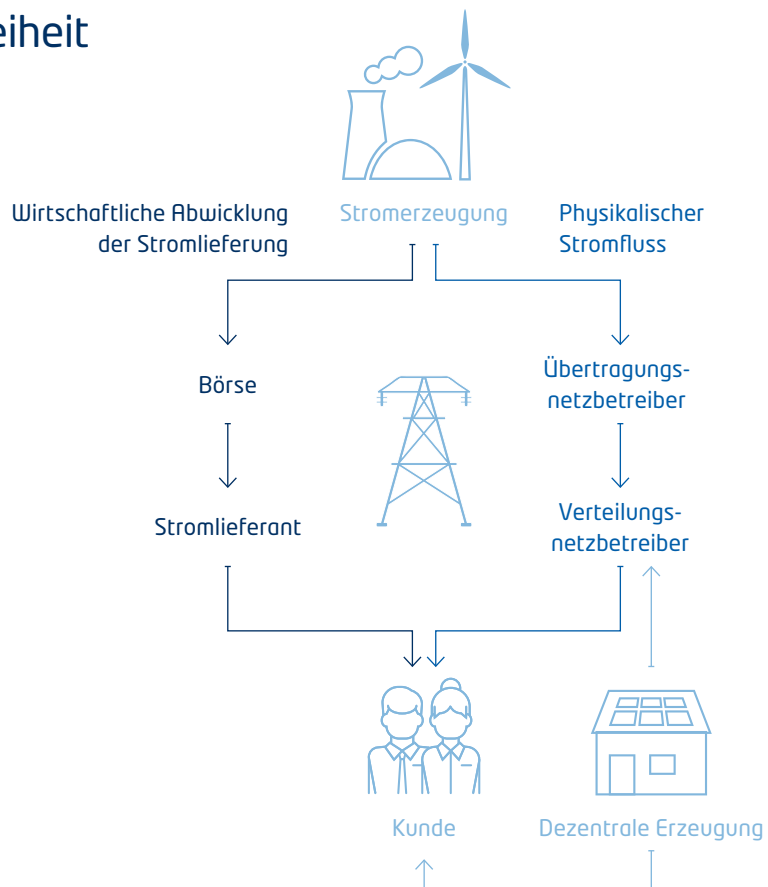 eiheit
Wirtschaftliche Abwicklung
der Stromlieferung
Stromerzeugung
Physikalischer
Stromfluss
Börse
Übertragungs-
netzbetreiber
Stromlieferant
Verteilungs-
netzbetreiber
Kunde
Dezentrale Erzeugung